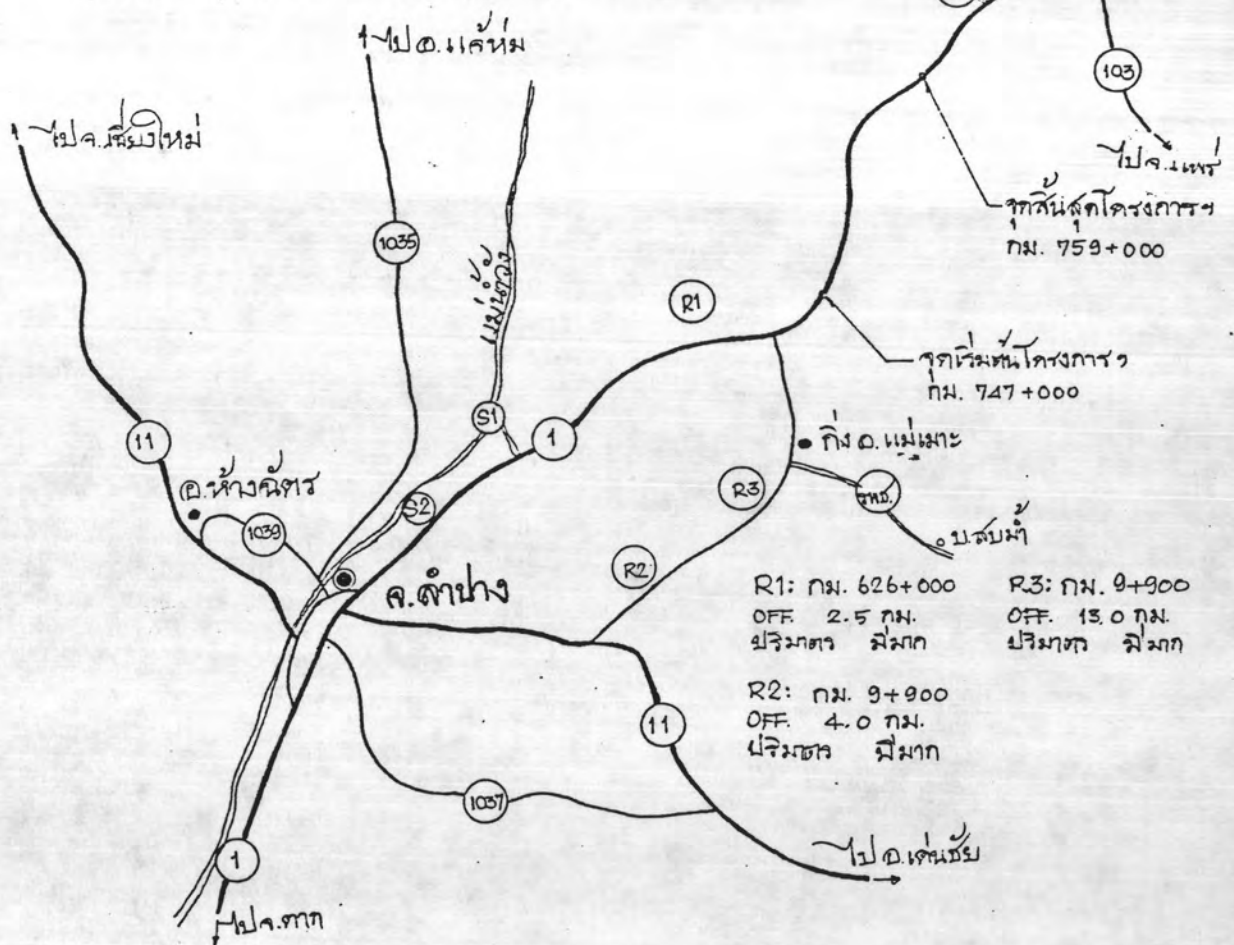 ไป อ. แจ้ห่ม
103
ไป จ. เชียงใหม่
ไป จ. แพร่
จุดสิ้นสุดโครงการฯ
กม. 759+000
1035
แม่น้ำวัง
R1
จุดเริ่มต้นโครงการฯ
กม. 747+000
S1
1
11
กิ่ง อ. แม่เมาะ
อ. ห้างฉัตร
R3
S2
1039
บ. สบม้ำ
R2
จ. ลำปาง
R1: กม. 626+000
OFF. 2.5 กม.
ปริมาตร มีมาก
R3: กม. 9+900
OFF. 13.0 กม.
ปริมาตร มีมาก
R2: กม. 9+900
OFF. 4.0 กม.
ปริมาตร มีมาก
11
1037
1
ไป อ. เด่นชัย
ไป จ. ตาก